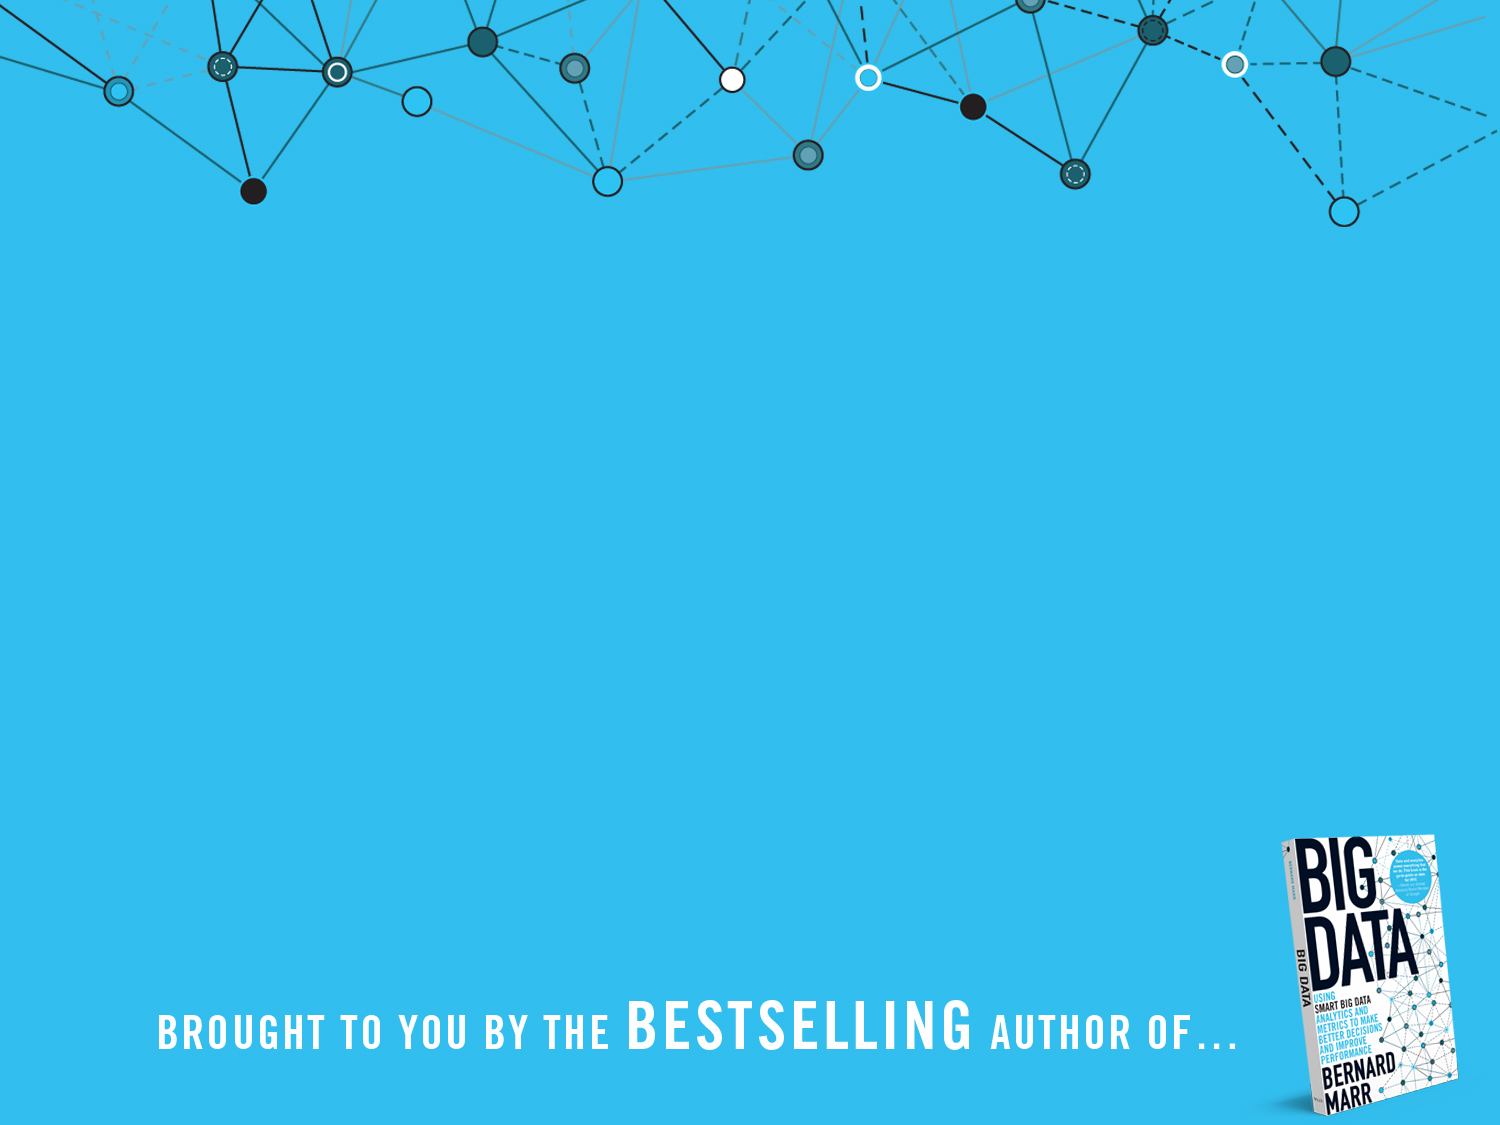 BROUGHT TO YOU BY THE BESTSELLING AUTHOR OF...
BIG
DATA
USING
SMART BIG DATA
ANALYTICS AND
METRICS TO MAKE
BETTER DECISIONS
AND IMPROVE
PERFORMANCE
BERNARD
MARR
BIG DATA